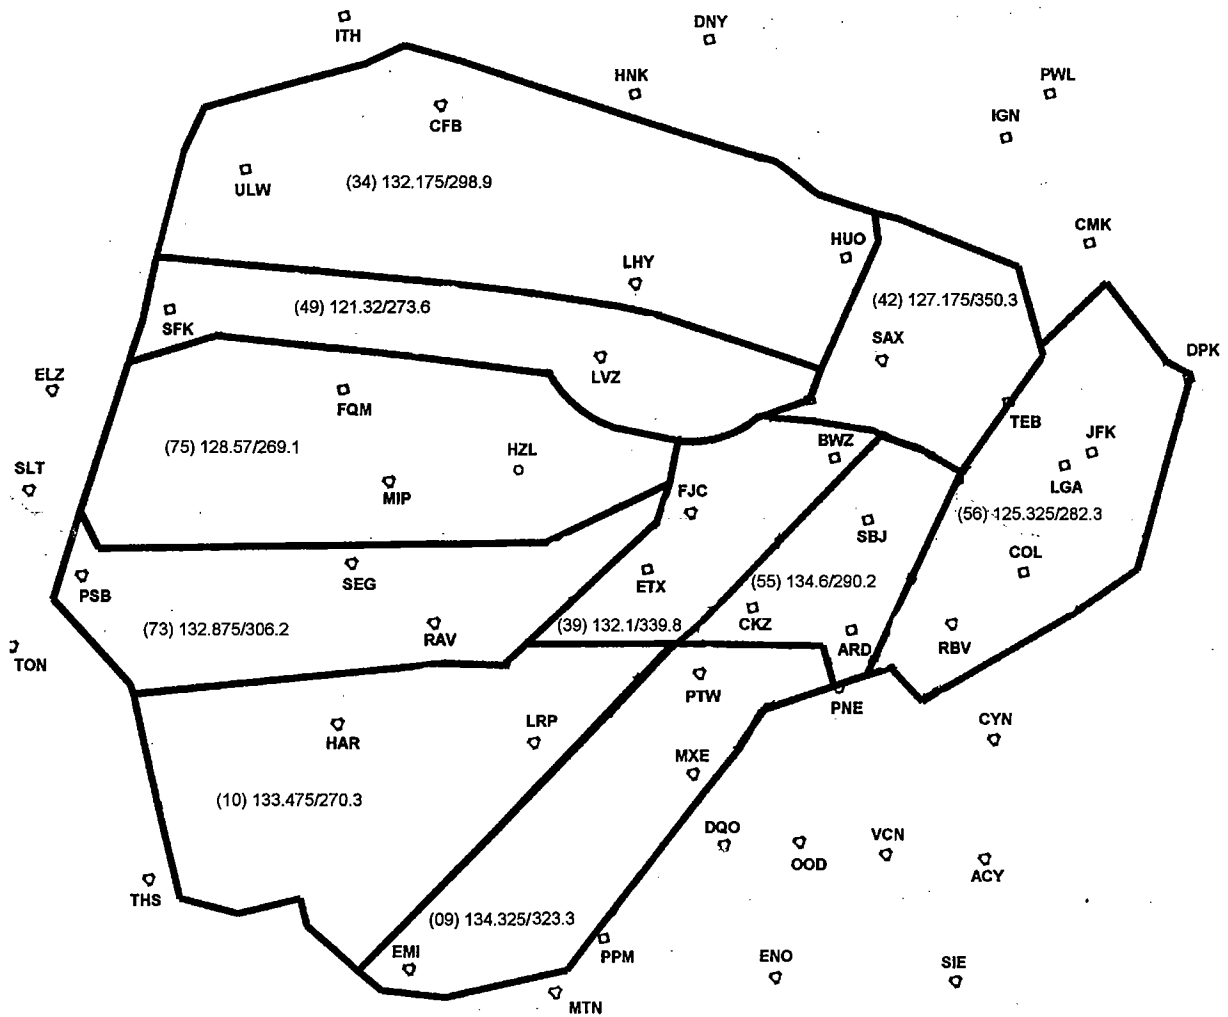 ITH
DNY
HNK
PWL
IGN
CFB
ULW
(34) 132.175/298.9
CMK
HUO
LHY
(49) 121.32/273.6
(42) 127.175/350.3
SFK
SAX
DPK
ELZ
LVZ
FQM
TEB
JFK
BWZ
(75) 128.57/269.1
HZL
SLT
LGA
MIP
FJC
(56) 125.325/282.3
SBJ
COL
SEG
ETX
(55) 134.6/290.2
PSB
(73) 132.875/306.2
RAV
(39) 132.1/339.8
CKZ
ARD
RBV
TON
PTW
PNE
LRP
CYN
HAR
MXE
(10) 133.475/270.3
DQO
VCN
OOD
ACY
THS
(09) 134.325/323.3
EMI
PPM
ENO
SIE
MTN